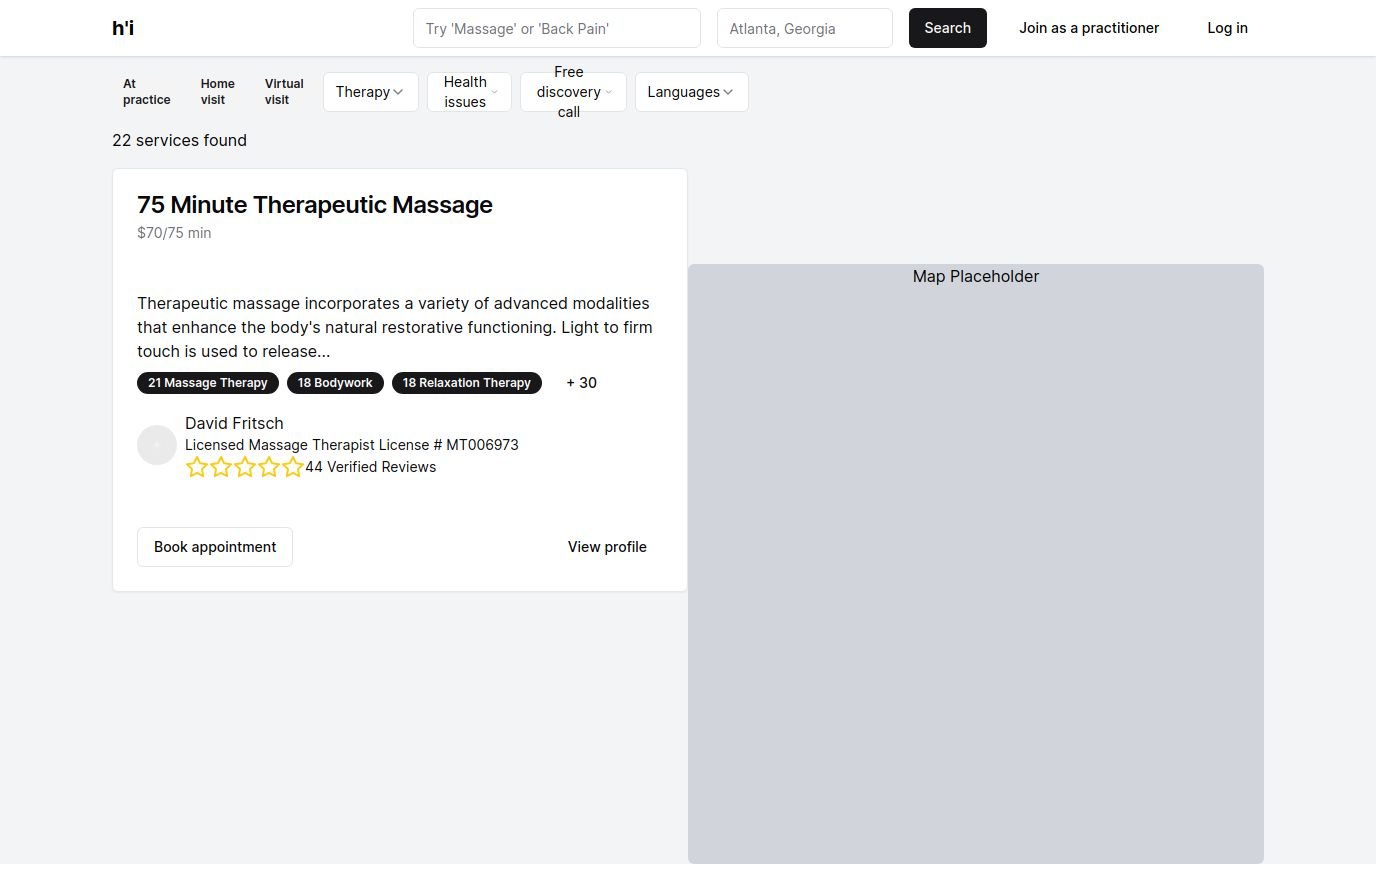 h'i
Try 'Massage' or 'Back Pain'
Atlanta, Georgia
Search
Join as a practitioner
Log in
At
practice
Home
visit
Virtual
visit
Therapy
Health
issues
Free
discovery
call
Languages
22 services found
75 Minute Therapeutic Massage
$70/75 min
Therapeutic massage incorporates a variety of advanced modalities
that enhance the body's natural restorative functioning. Light to firm
touch is used to release...
21 Massage Therapy
18 Bodywork
18 Relaxation Therapy
+ 30
David Fritsch
Licensed Massage Therapist License # MT006973
44 Verified Reviews
Book appointment
View profile
Map Placeholder